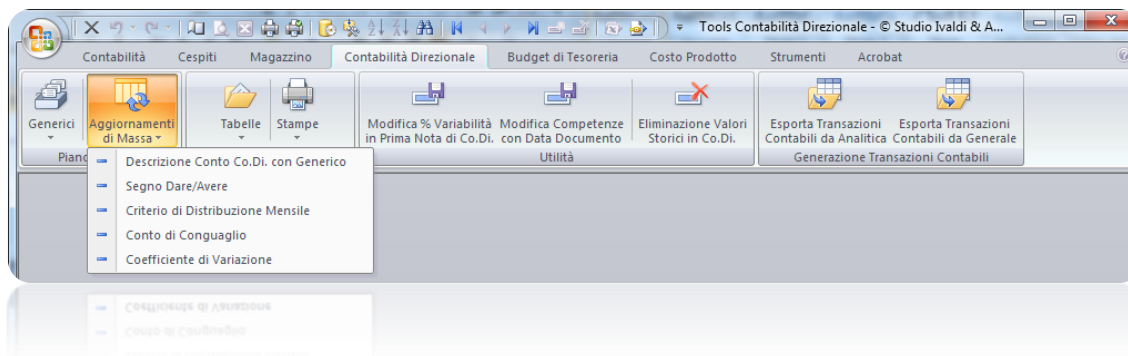 Tools Contabilità Direzionale - © Studio Ivaldi & A...
Contabilità Cespiti Magazzino Contabilità Direzionale Budget di Tesoreria Costo Prodotto Strumenti Acrobat
Generici Aggiornamenti di Massa Tabelle Stampe Modifica % Variabilità in Prima Nota di Co.Di. Modifica Competenze con Data Documento Eliminazione Valori Storici in Co.Di. Esporta Transazioni Contabili da Analitica Esporta Transazioni Contabili da Generale
Utilità Generazione Transazioni Contabili
Descrizione Conto Co.Di. con Generico
Segno Dare/Avere
Criterio di Distribuzione Mensile
Conto di Conguaglio
Coefficiente di Variazione